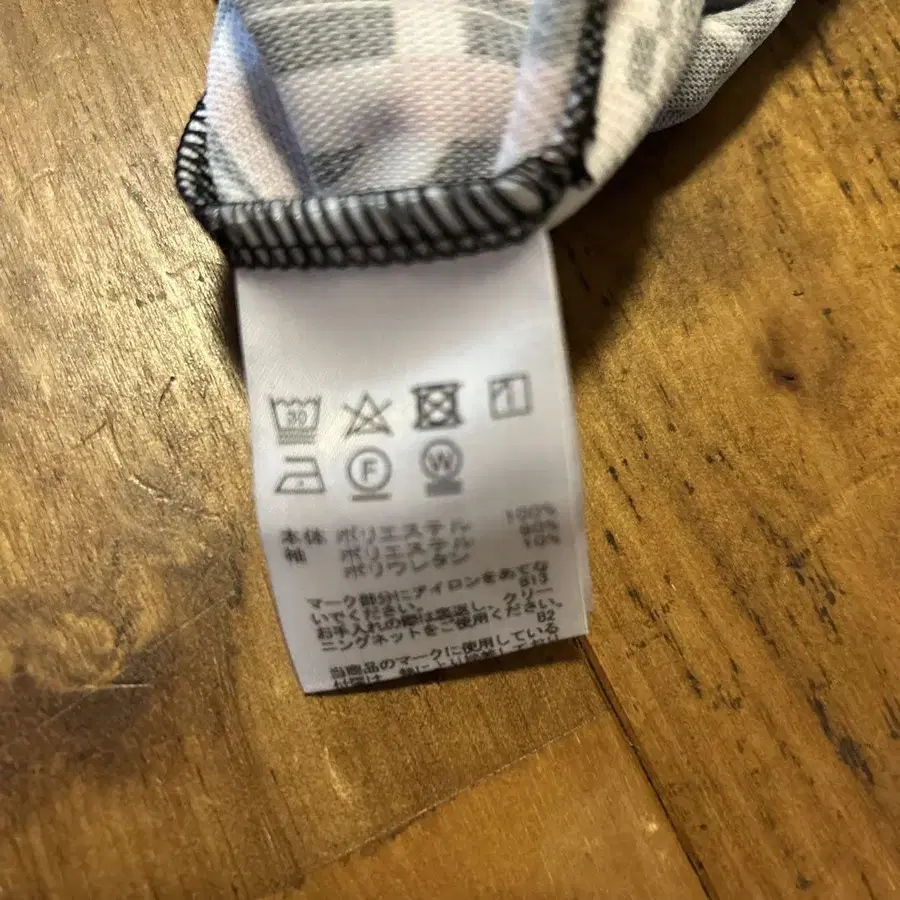 30
F
W
本体 ポリエステル 100%
袖 ポリエステル 90%
ポリウレタン 10%
マーク部分にアイロンをあてな
いでください。 B13
お手入れの際は裏返し、クリー
ニングネットをご使用ください。
B2
当商品のマークに使用している